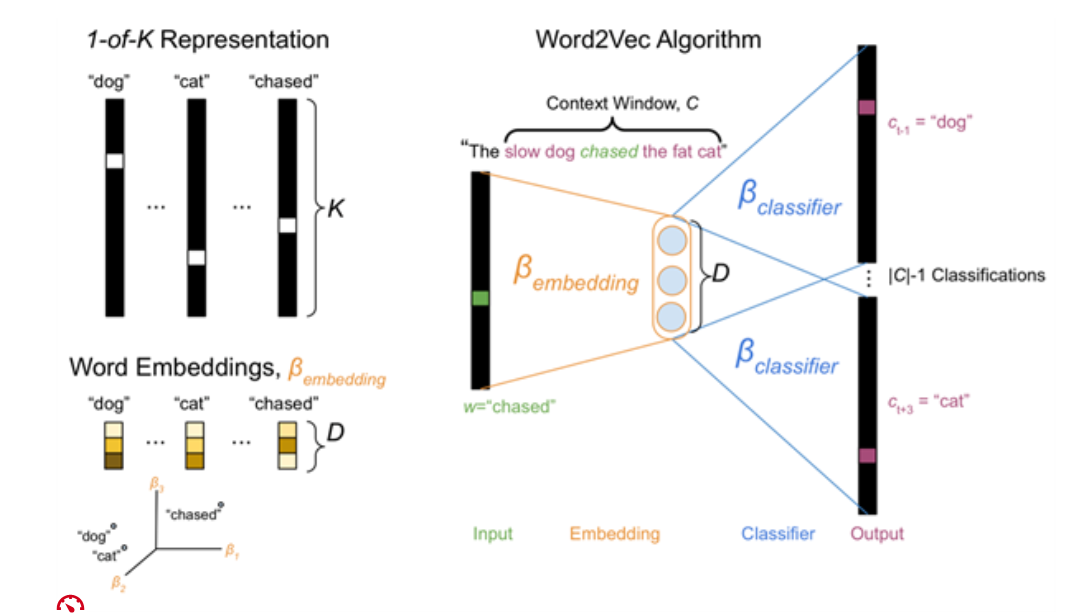 1-of-K Representation
“dog” “cat” “chased”
... ...
K
Word Embeddings, βembedding
“dog” “cat” “chased”
... ...
D
β3
“chased”
“dog”
“cat”
β1
β2
Word2Vec Algorithm
Context Window, C
“The slow dog chased the fat cat”
βembedding
D
w=“chased”
βclassifier
βclassifier
ct-1 = “dog”
⋮ |C|-1 Classifications
ct+3 = “cat”
Input Embedding Classifier Output